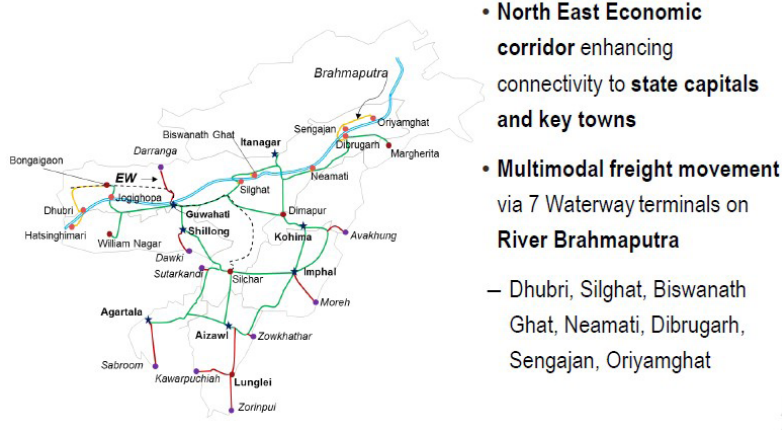 Brahmaputra
Sengajan
Oriyamghat
Biswanath Ghat
Itanagar
Dibrugarh
Margherita
Darranga
Bongaigaon
EW
Silghat
Neamati
Jogighopa
Dhubri
Guwahati
Dimapur
Hatsinghimari
William Nagar
Shillong
Kohima
Avakhung
Dawki
Sutarkandi
Silchar
Imphal
Moreh
Agartala
Aizawl
Zowkhathar
Sabroom
Kawarpuchiah
Lunglei
Zorinpui
• North East Economic
corridor enhancing
connectivity to state capitals
and key towns
• Multimodal freight movement
via 7 Waterway terminals on
River Brahmaputra
– Dhubri, Silghat, Biswanath
Ghat, Neamati, Dibrugarh,
Sengajan, Oriyamghat